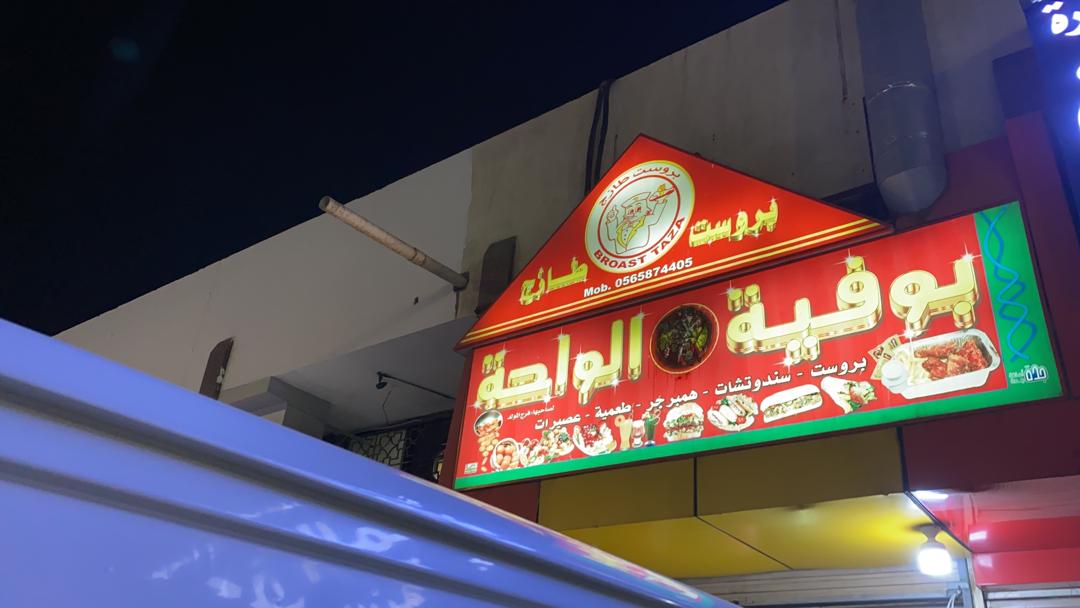 بروست طازج
BROAST TAZA
بروست
طازج
Mob. 0565874405
بوفية الواحة
بروست - سندوتشات - همبرجر - طعمية - عصيرات